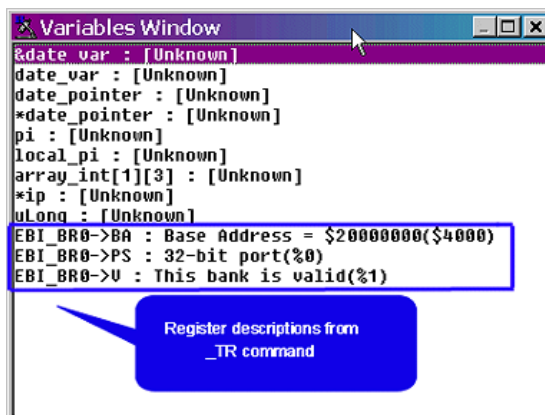 Variables Window
&date_var : [Unknown]
date_var : [Unknown]
date_pointer : [Unknown]
*date_pointer : [Unknown]
pi : [Unknown]
local_pi : [Unknown]
array_int[1][3] : [Unknown]
*ip : [Unknown]
uLong : [Unknown]
EBI_BR0->BA : Base Address = $20000000($4000)
EBI_BR0->PS : 32-bit port(%0)
EBI_BR0->V : This bank is valid(%1)
Register descriptions from
_TR command